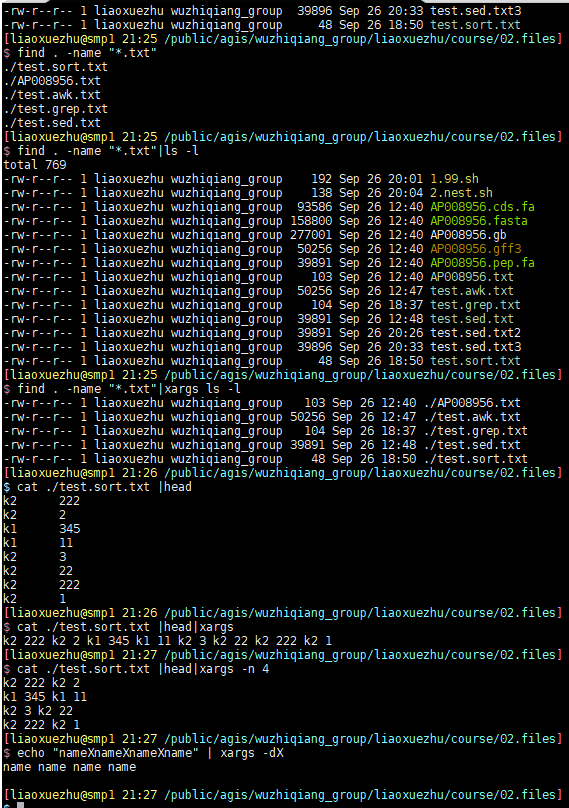 -rw-r--r-- 1 liaoxuezhu wuzhiqiang_group  39896 Sep 26 20:33 test.sed.txt3
-rw-r--r-- 1 liaoxuezhu wuzhiqiang_group     48 Sep 26 18:50 test.sort.txt
[liaoxuezhu@smp1 21:25 /public/agis/wuzhiqiang_group/liaoxuezhu/course/02.files]
$ find . -name "*.txt"
./test.sort.txt
./AP008956.txt
./test.awk.txt
./test.grep.txt
./test.sed.txt
[liaoxuezhu@smp1 21:25 /public/agis/wuzhiqiang_group/liaoxuezhu/course/02.files]
$ find . -name "*.txt"|ls -l
total 769
-rw-r--r-- 1 liaoxuezhu wuzhiqiang_group    192 Sep 26 20:01 1.99.sh
-rw-r--r-- 1 liaoxuezhu wuzhiqiang_group    138 Sep 26 20:04 2.nest.sh
-rw-r--r-- 1 liaoxuezhu wuzhiqiang_group  93586 Sep 26 12:40 AP008956.cds.fa
-rw-r--r-- 1 liaoxuezhu wuzhiqiang_group 158800 Sep 26 12:40 AP008956.fasta
-rw-r--r-- 1 liaoxuezhu wuzhiqiang_group 277001 Sep 26 12:40 AP008956.gb
-rw-r--r-- 1 liaoxuezhu wuzhiqiang_group  50256 Sep 26 12:40 AP008956.gff3
-rw-r--r-- 1 liaoxuezhu wuzhiqiang_group  39891 Sep 26 12:40 AP008956.pep.fa
-rw-r--r-- 1 liaoxuezhu wuzhiqiang_group    103 Sep 26 12:40 AP008956.txt
-rw-r--r-- 1 liaoxuezhu wuzhiqiang_group  50256 Sep 26 12:47 test.awk.txt
-rw-r--r-- 1 liaoxuezhu wuzhiqiang_group    104 Sep 26 18:37 test.grep.txt
-rw-r--r-- 1 liaoxuezhu wuzhiqiang_group  39891 Sep 26 12:48 test.sed.txt
-rw-r--r-- 1 liaoxuezhu wuzhiqiang_group  39891 Sep 26 20:26 test.sed.txt2
-rw-r--r-- 1 liaoxuezhu wuzhiqiang_group  39896 Sep 26 20:33 test.sed.txt3
-rw-r--r-- 1 liaoxuezhu wuzhiqiang_group     48 Sep 26 18:50 test.sort.txt
[liaoxuezhu@smp1 21:25 /public/agis/wuzhiqiang_group/liaoxuezhu/course/02.files]
$ find . -name "*.txt"|xargs ls -l
-rw-r--r-- 1 liaoxuezhu wuzhiqiang_group   103 Sep 26 12:40 ./AP008956.txt
-rw-r--r-- 1 liaoxuezhu wuzhiqiang_group 50256 Sep 26 12:47 ./test.awk.txt
-rw-r--r-- 1 liaoxuezhu wuzhiqiang_group   104 Sep 26 18:37 ./test.grep.txt
-rw-r--r-- 1 liaoxuezhu wuzhiqiang_group 39891 Sep 26 12:48 ./test.sed.txt
-rw-r--r-- 1 liaoxuezhu wuzhiqiang_group    48 Sep 26 18:50 ./test.sort.txt
[liaoxuezhu@smp1 21:26 /public/agis/wuzhiqiang_group/liaoxuezhu/course/02.files]
$ cat ./test.sort.txt |head
k2      222
k2      2
k1      345
k1      11
k2      3
k2      22
k2      222
k2      1
[liaoxuezhu@smp1 21:26 /public/agis/wuzhiqiang_group/liaoxuezhu/course/02.files]
$ cat ./test.sort.txt |head|xargs
k2 222 k2 2 k1 345 k1 11 k2 3 k2 22 k2 222 k2 1
[liaoxuezhu@smp1 21:27 /public/agis/wuzhiqiang_group/liaoxuezhu/course/02.files]
$ cat ./test.sort.txt |head|xargs -n 4
k2 222 k2 2
k1 345 k1 11
k2 3 k2 22
k2 222 k2 1
[liaoxuezhu@smp1 21:27 /public/agis/wuzhiqiang_group/liaoxuezhu/course/02.files]
$ echo "nameXnameXnameXname" | xargs -dX
name name name name
[liaoxuezhu@smp1 21:27 /public/agis/wuzhiqiang_group/liaoxuezhu/course/02.files]
$